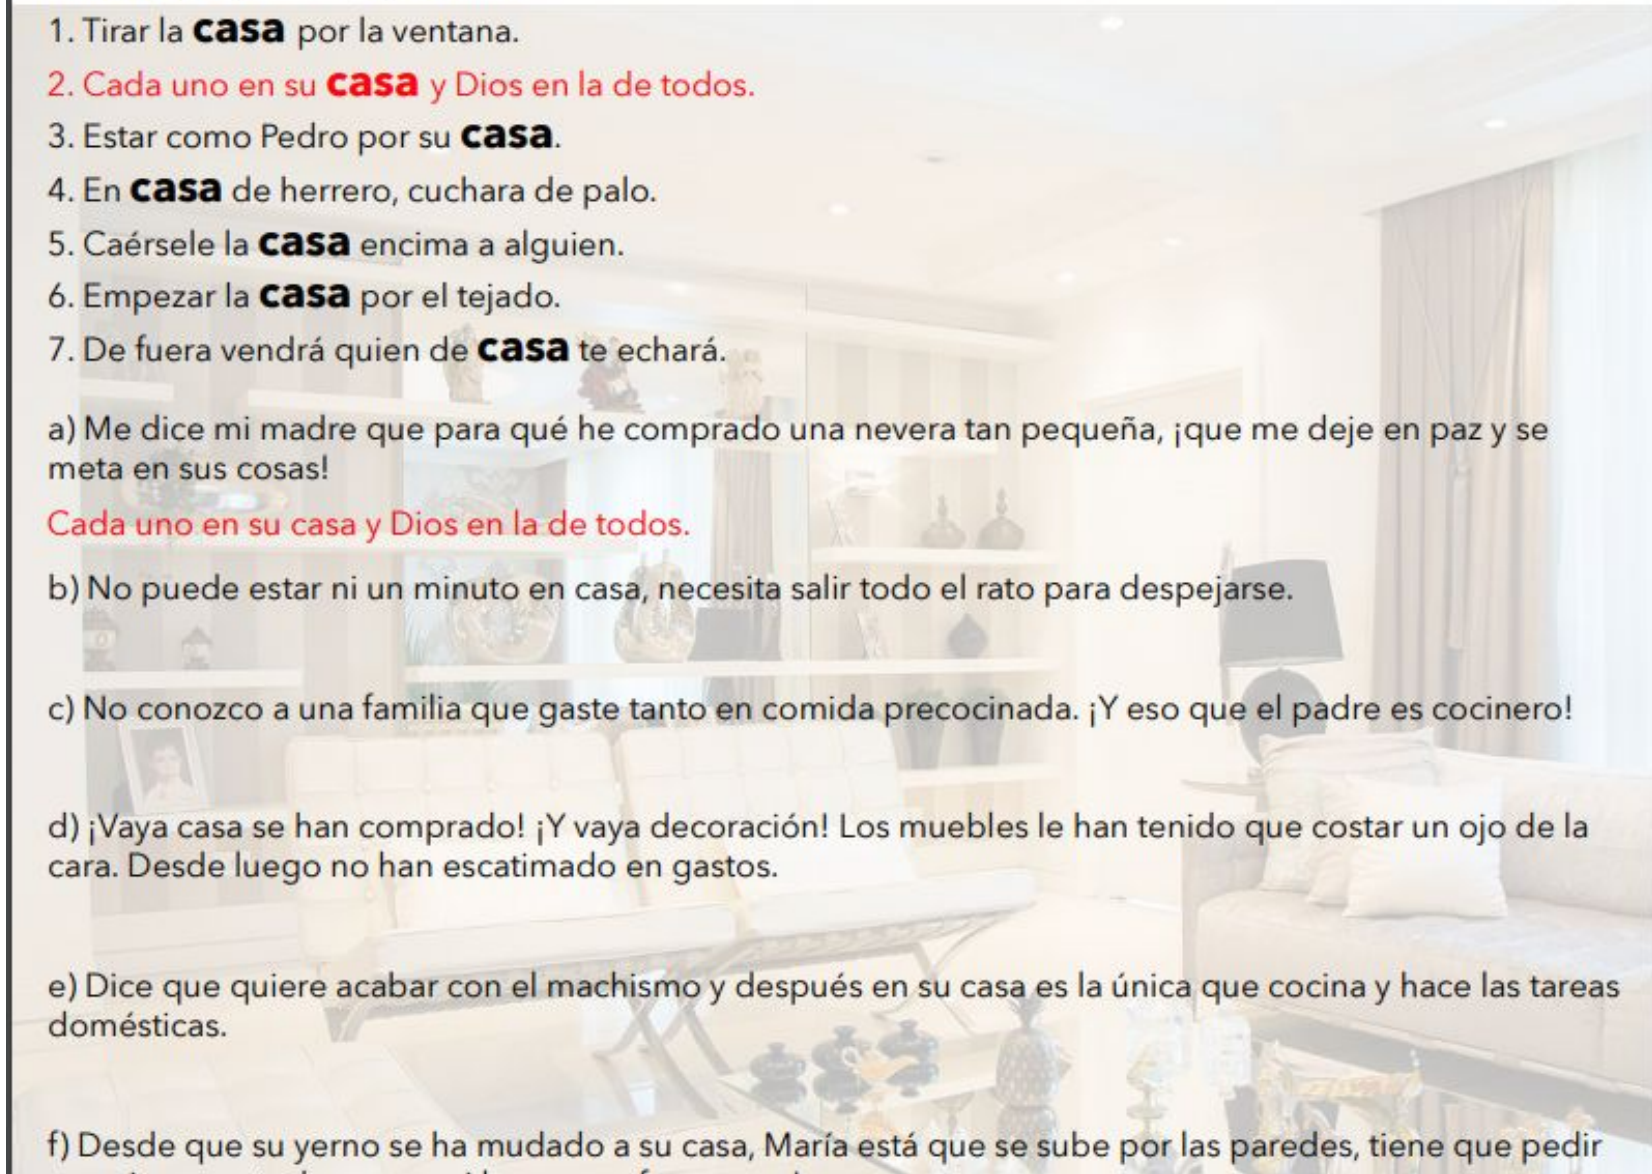 1. Tirar la casa por la ventana.
2. Cada uno en su casa y Dios en la de todos.
3. Estar como Pedro por su casa.
4. En casa de herrero, cuchara de palo.
5. Caérsele la casa encima a alguien.
6. Empezar la casa por el tejado.
7. De fuera vendrá quien de casa te echará.
a) Me dice mi madre que para qué he comprado una nevera tan pequeña, ¡que me deje en paz y se
meta en sus cosas!
Cada uno en su casa y Dios en la de todos.
b) No puede estar ni un minuto en casa, necesita salir todo el rato para despejarse.
c) No conozco a una familia que gaste tanto en comida precocinada. ¡Y eso que el padre es cocinero!
d) ¡Vaya casa se han comprado! ¡Y vaya decoración! Los muebles le han tenido que costar un ojo de la
cara. Desde luego no han escatimado en gastos.
e) Dice que quiere acabar con el machismo y después en su casa es la única que cocina y hace las tareas
domésticas.
f) Desde que su yerno se ha mudado a su casa, María está que se sube por las paredes, tiene que pedir